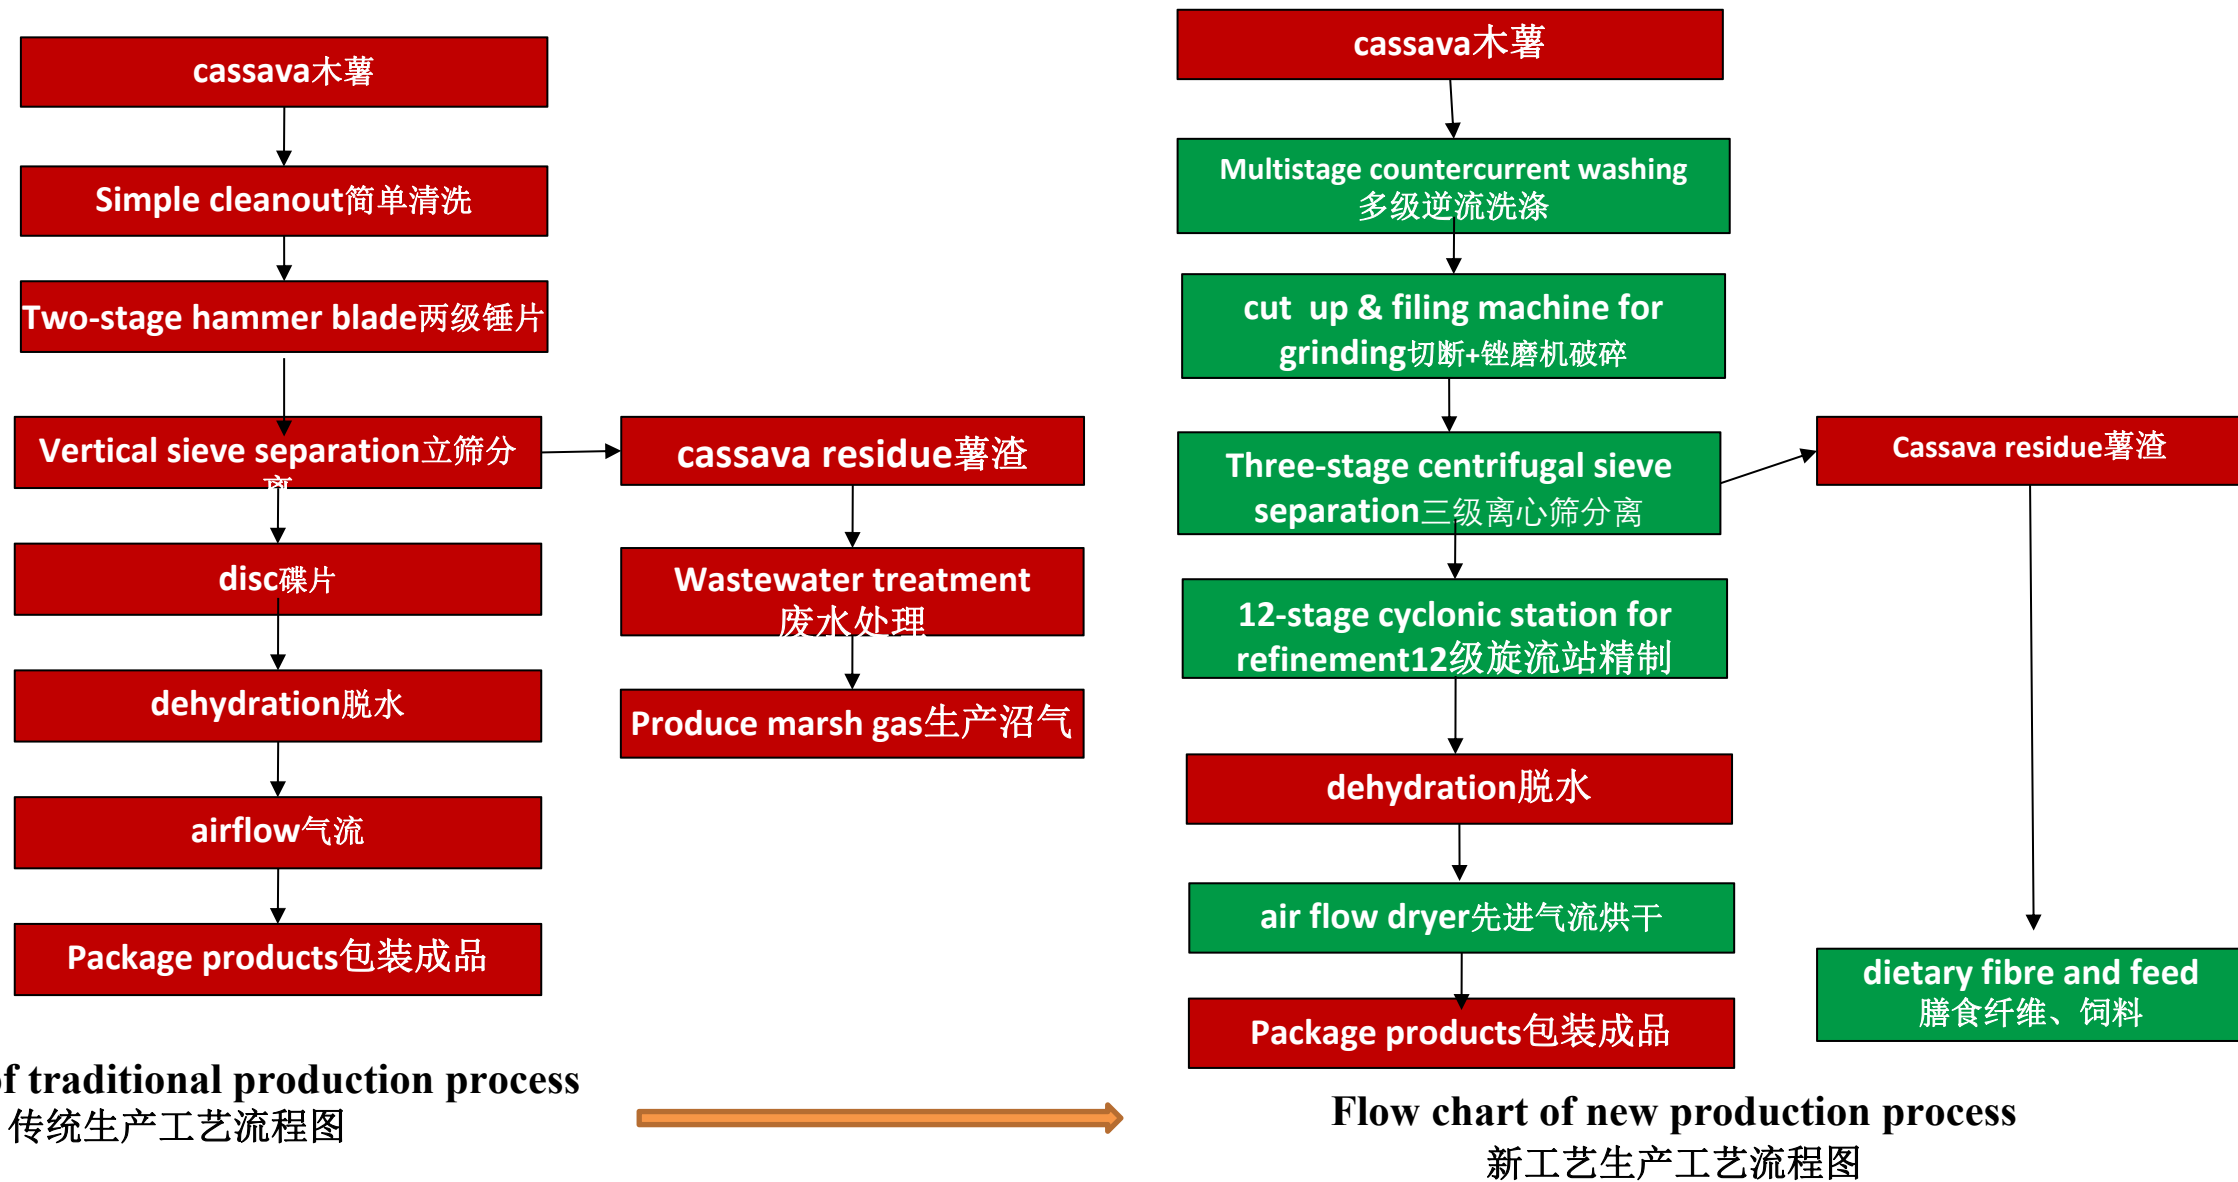 cassava木薯
Simple cleanout简单清洗
Two-stage hammer blade两级锤片
Vertical sieve separation立筛分
离
disc碟片
dehydration脱水
airflow气流
Package products包装成品
cassava residue薯渣
Wastewater treatment
废水处理
Produce marsh gas生产沼气
of traditional production process
传统生产工艺流程图
cassava木薯
Multistage countercurrent washing
多级逆流洗涤
cut up & filing machine for
grinding切断+锉磨机破碎
Three-stage centrifugal sieve
separation三级离心筛分离
12-stage cyclonic station for
refinement12级旋流站精制
dehydration脱水
air flow dryer先进气流烘干
Package products包装成品
Cassava residue薯渣
dietary fibre and feed
膳食纤维、饲料
Flow chart of new production process
新工艺生产工艺流程图